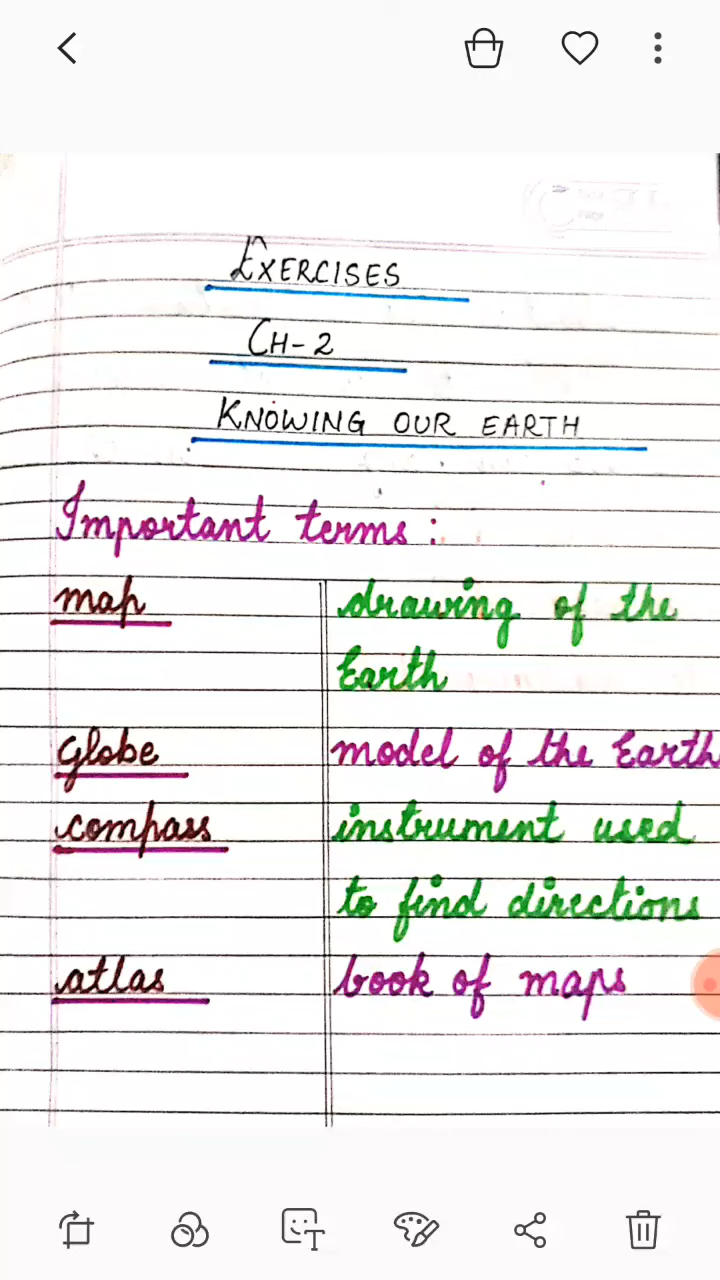 EXERCISES
CH-2
KNOWING OUR EARTH
Important terms:
map drawing of the
Earth
globe model of the Earth
compass instrument used
to find directions
atlas book of maps